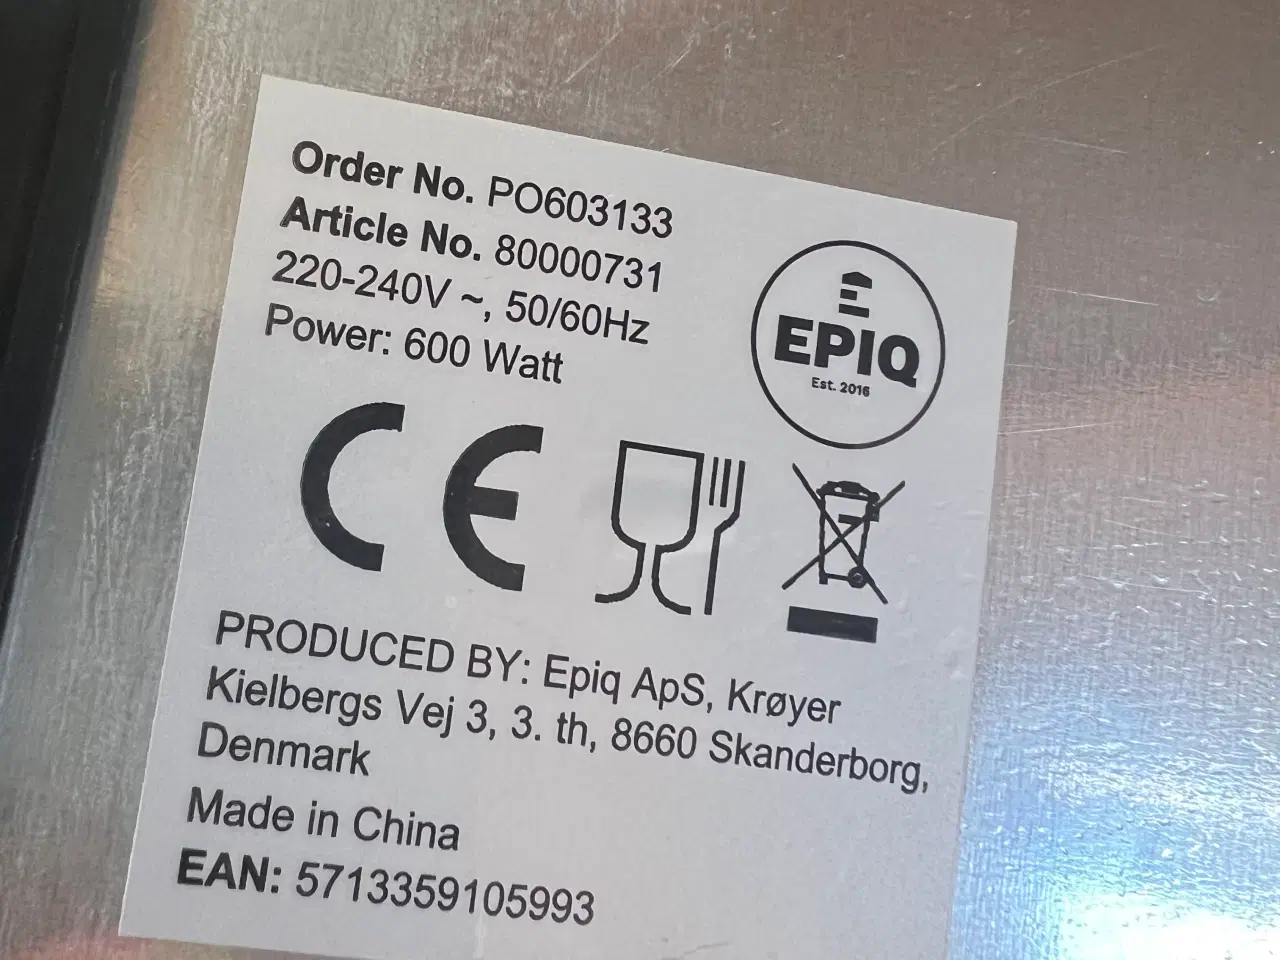 Order No. PO603133
Article No. 80000731
220-240V ~, 50/60Hz
Power: 600 Watt
EPIQ
Est. 2016
CE
PRODUCED BY: Epiq ApS, Krøyer
Kielbergs Vej 3, 3. th, 8660 Skanderborg,
Denmark
Made in China
EAN: 5713359105993